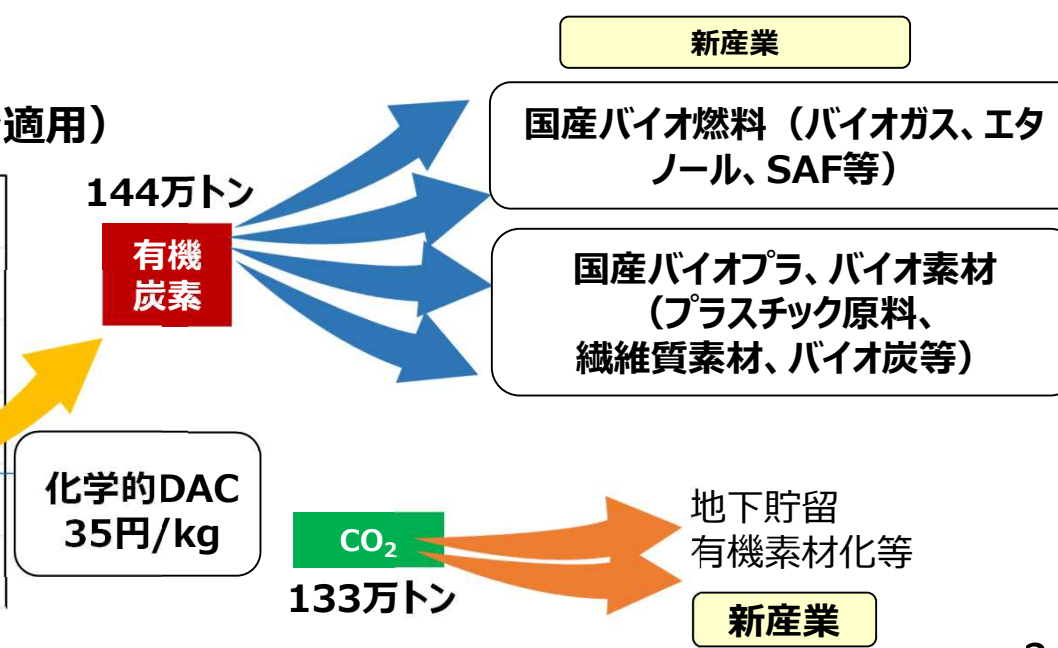 新産業
国産バイオ燃料（バイオガス、エタ
ノール、SAF等）
適用）
144万トン
有機
炭素
国産バイオプラ、バイオ素材
（プラスチック原料、
繊維質素材、バイオ炭等）
化学的DAC
35円/kg
CO₂
133万トン
地下貯留
有機素材化等
新産業